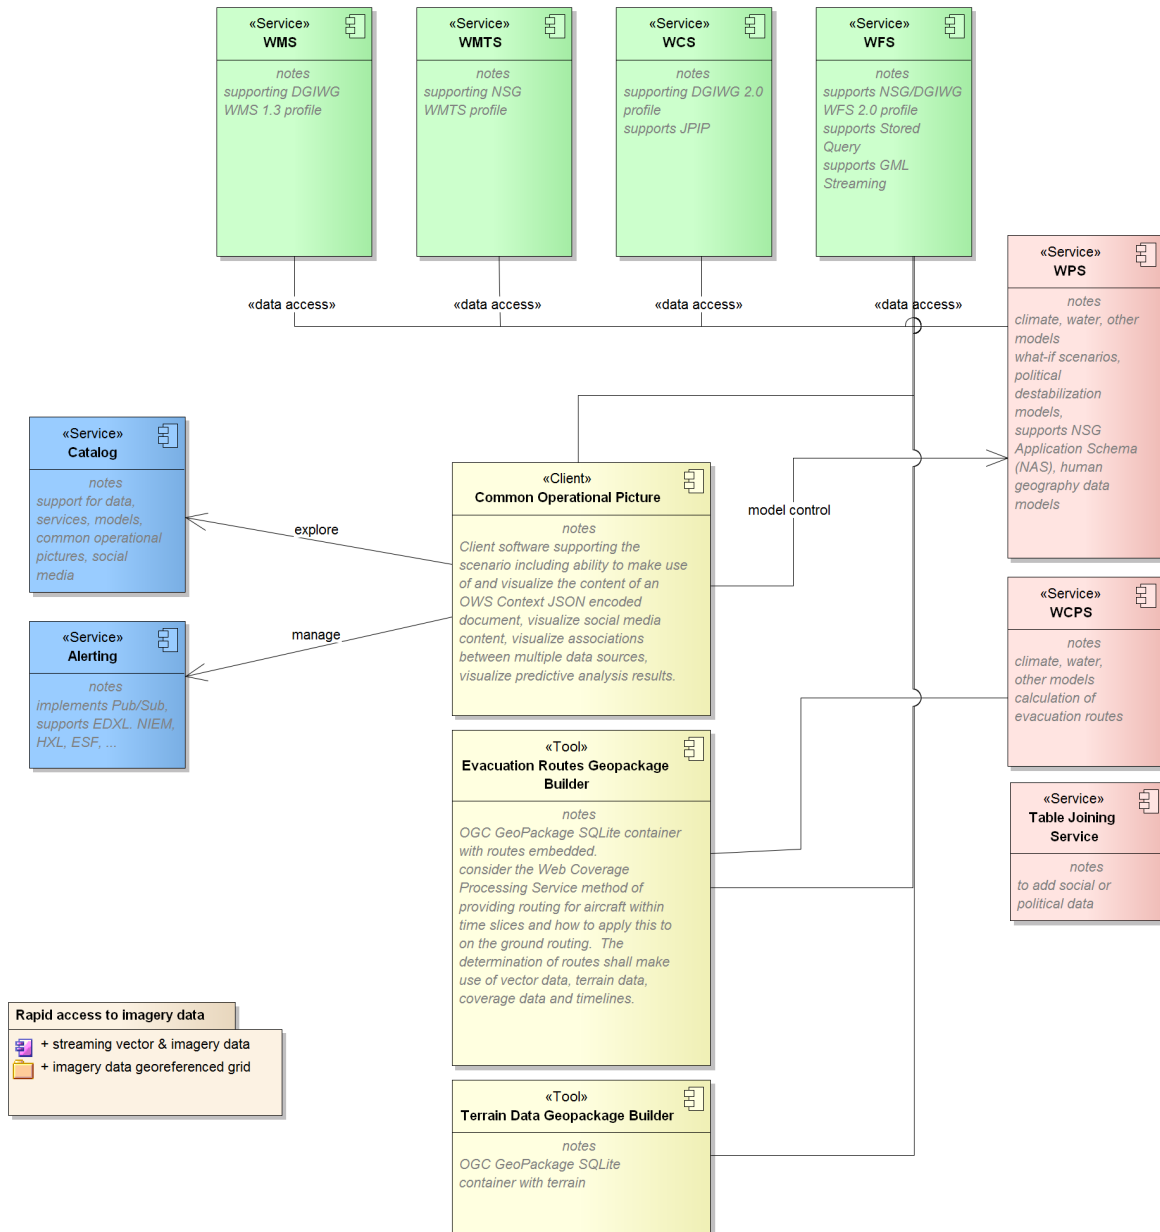 «Service»
WMS
notes
supporting DGIWG
WMS 1.3 profile
«Service»
WMTS
notes
supporting NSG
WMTS profile
«Service»
WCS
notes
supporting DGIWG 2.0
profile
supports JPIP
«Service»
WFS
notes
supports NSG/DGIWG
WFS 2.0 profile
supports Stored
Query
supports GML
Streaming
«data access»
«data access»
«data access»
«data access»
«Service»
WPS
notes
climate, water, other
models
what-if scenarios,
political
destabilization
models,
supports NSG
Application Schema
(NAS), human
geography data
models
«Service»
Catalog
notes
support for data,
services, models,
common operational
pictures, social
media
explore
«Client»
Common Operational Picture
notes
Client software supporting the
scenario including ability to make use
of and visualize the content of an
OWS Context JSON encoded
document, visualize social media
content, visualize associations
between multiple data sources,
visualize predictive analysis results.
model control
«Service»
Alerting
notes
implements Pub/Sub,
supports EDXL. NIEM,
HXL, ESF, ...
manage
«Service»
WCPS
notes
climate, water,
other models
calculation of
evacuation routes
«Tool»
Evacuation Routes Geopackage
Builder
notes
OGC GeoPackage SQLite container
with routes embedded.
consider the Web Coverage
Processing Service method of
providing routing for aircraft within
time slices and how to apply this to
on the ground routing.  The
determination of routes shall make
use of vector data, terrain data,
coverage data and timelines.
«Service»
Table Joining
Service
notes
to add social or
political data
Rapid access to imagery data
+ streaming vector & imagery data
+ imagery data georeferenced grid
«Tool»
Terrain Data Geopackage Builder
notes
OGC GeoPackage SQLite
container with terrain